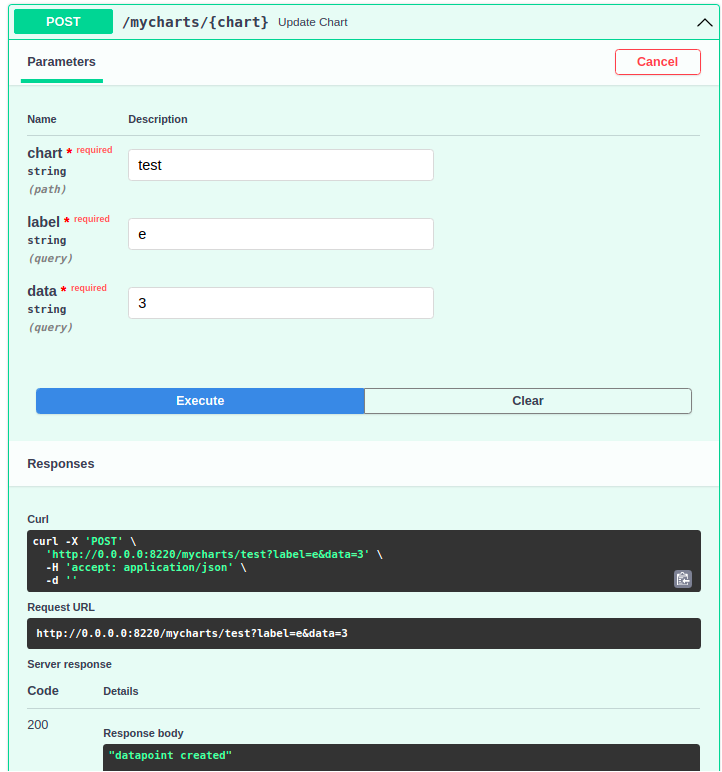 POST /mycharts/{chart} Update Chart
Parameters Cancel
Name Description
chart * required
string
(path)
test
label * required
string
(query)
e
data * required
string
(query)
3
Execute Clear
Responses
Curl
curl -X 'POST' \
'http://0.0.0.0:8220/mycharts/test?label=e&data=3' \
-H 'accept: application/json' \
-d ''
Request URL
http://0.0.0.0:8220/mycharts/test?label=e&data=3
Server response
Code Details
200
Response body
"datapoint created"